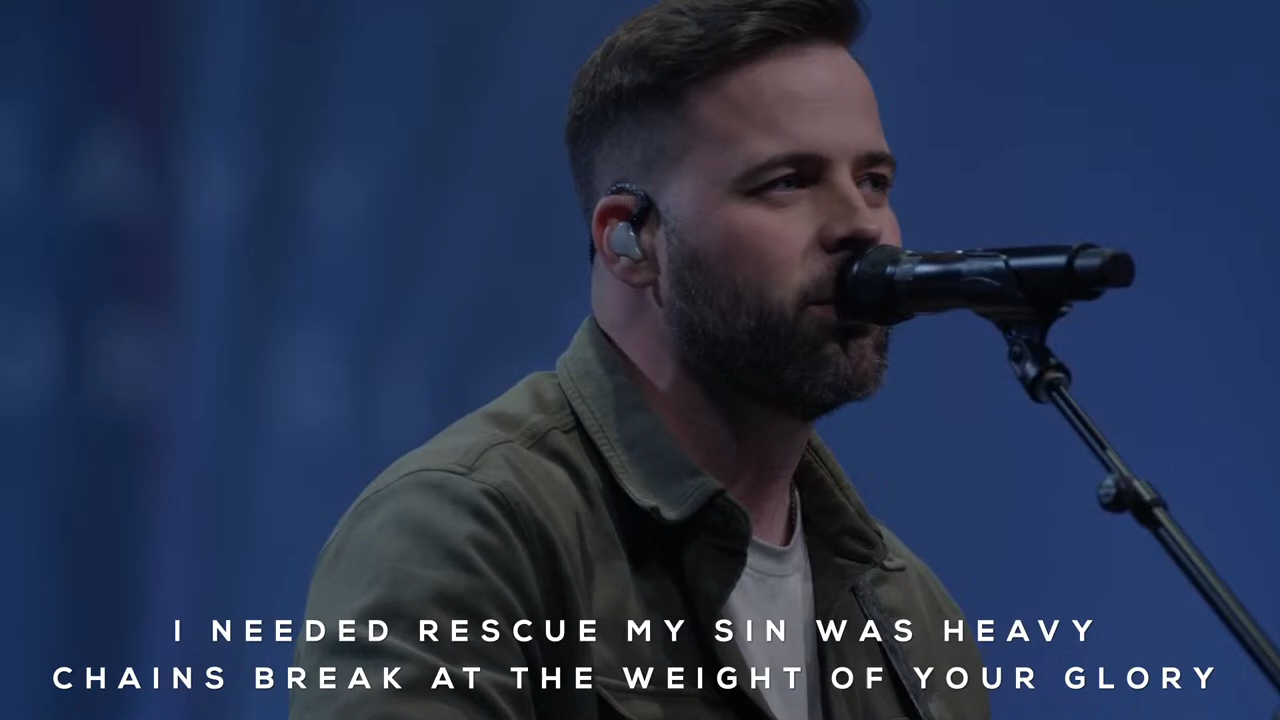 I NEEDED RESCUE MY SIN WAS HEAVY
CHAINS BREAK AT THE WEIGHT OF YOUR GLORY